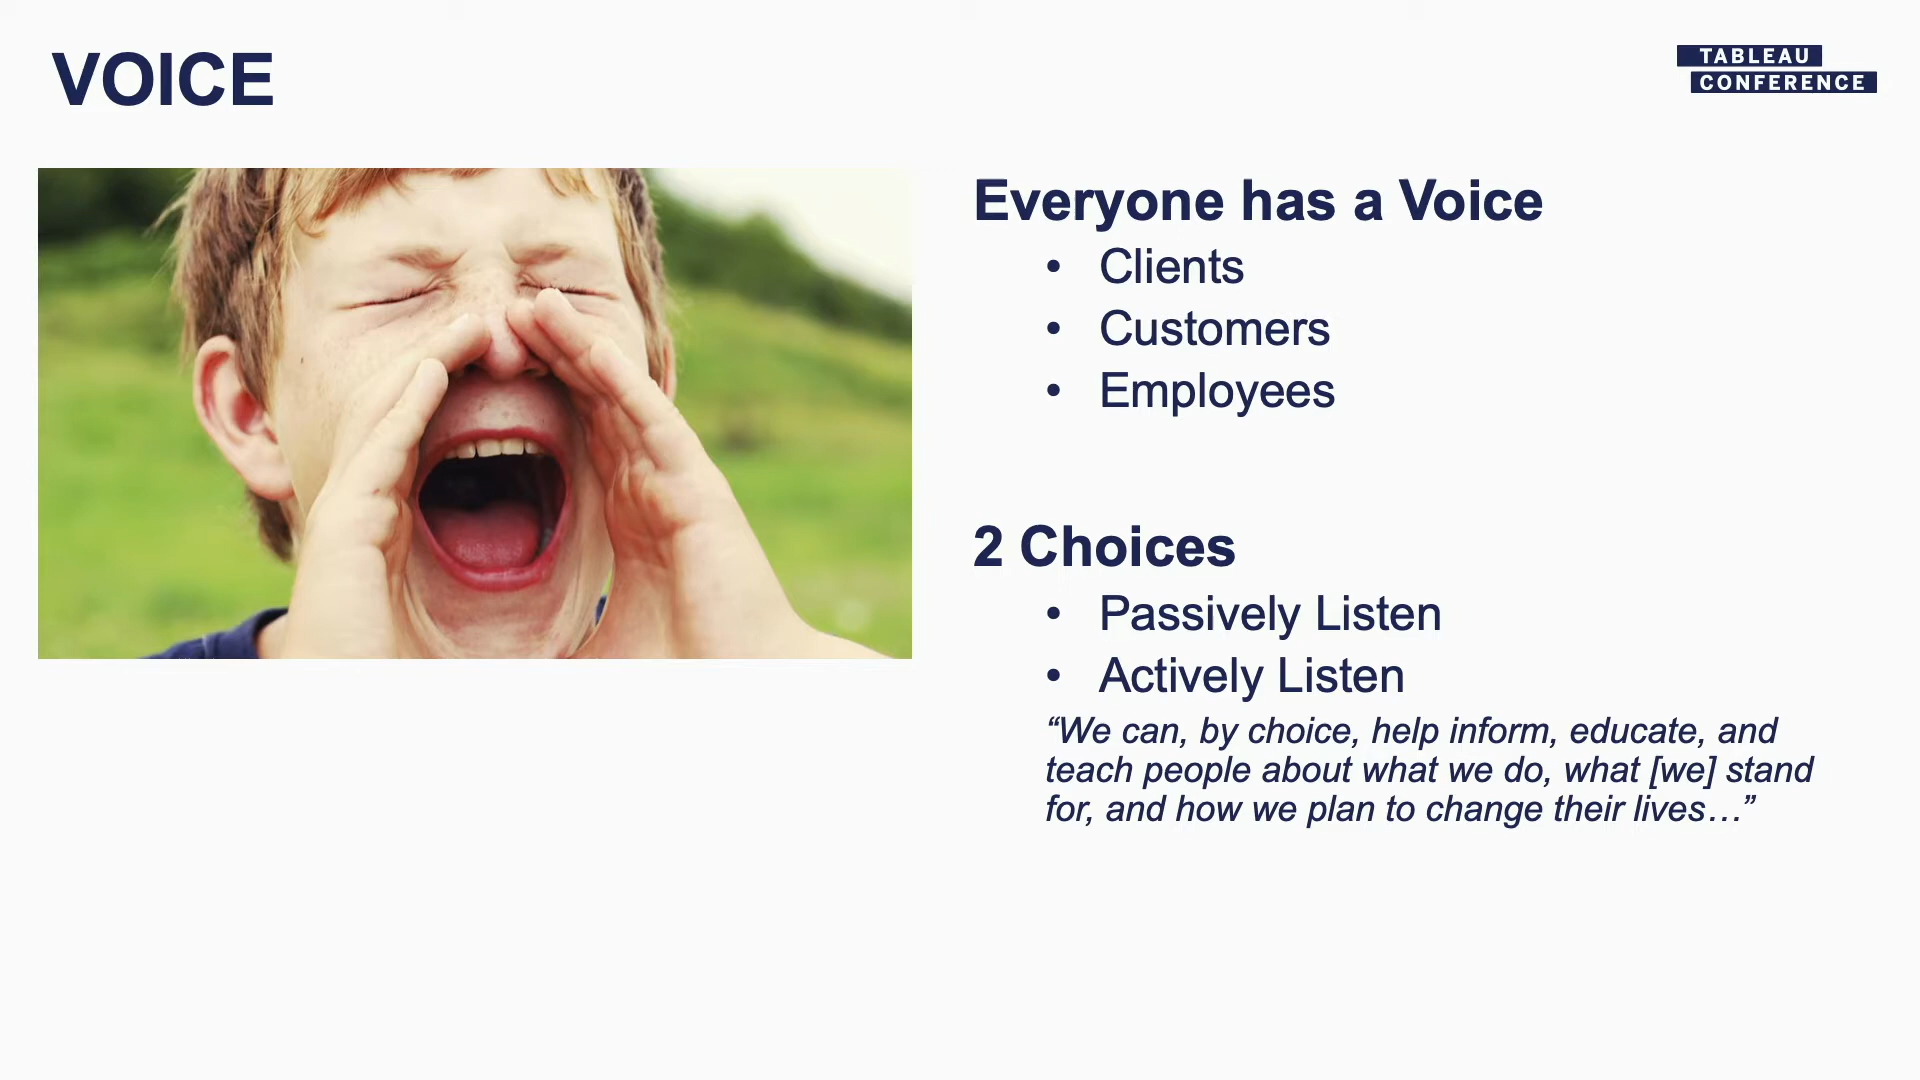 VOICE
TABLEAU
CONFERENCE
Everyone has a Voice
• Clients
• Customers
• Employees
2 Choices
• Passively Listen
• Actively Listen
“We can, by choice, help inform, educate, and
teach people about what we do, what [we] stand
for, and how we plan to change their lives…”